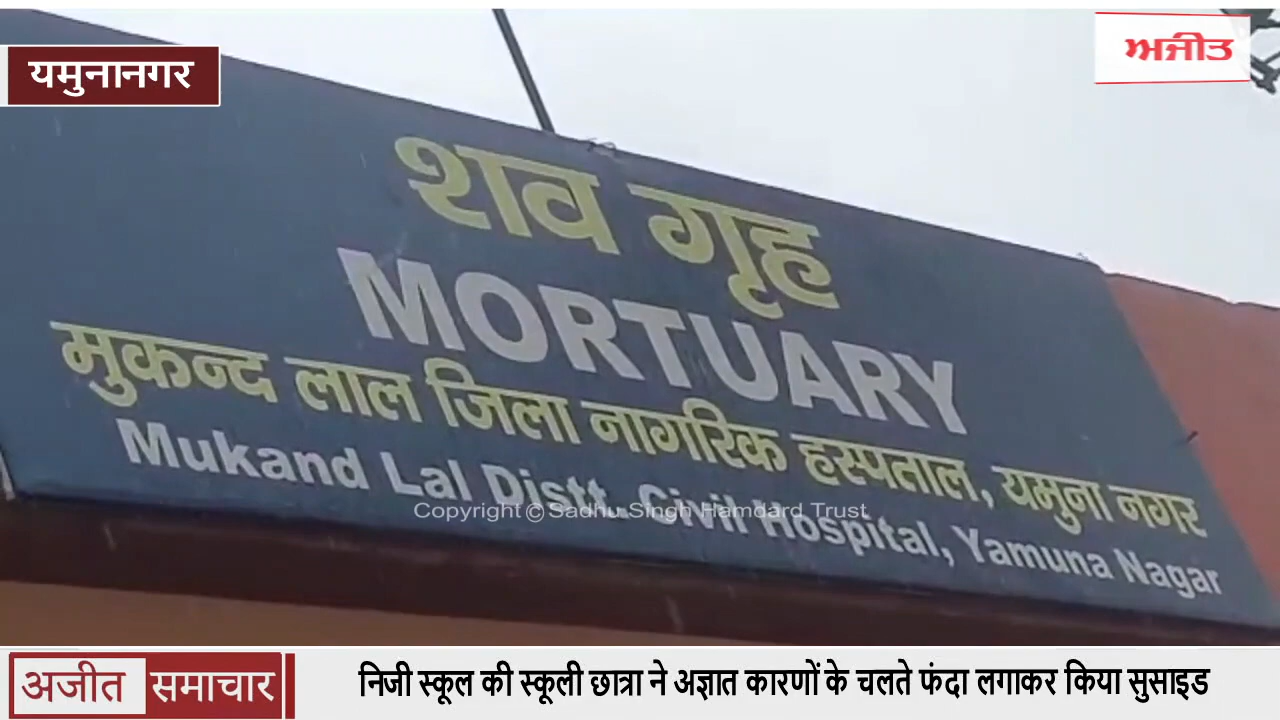 यमुनानगर
ਅਜੀਤ
शव गृह
MORTUARY
मुकन्द लाल जिला नागरिक हस्पताल, यमुना नगर
Mukand Lal Distt. Civil Hospital, Yamuna Nagar
Copyright © Sadhu Singh Hamdard Trust
अजीत समाचार
निजी स्कूल की स्कूली छात्रा ने अज्ञात कारणों के चलते फंदा लगाकर किया सुसाइड